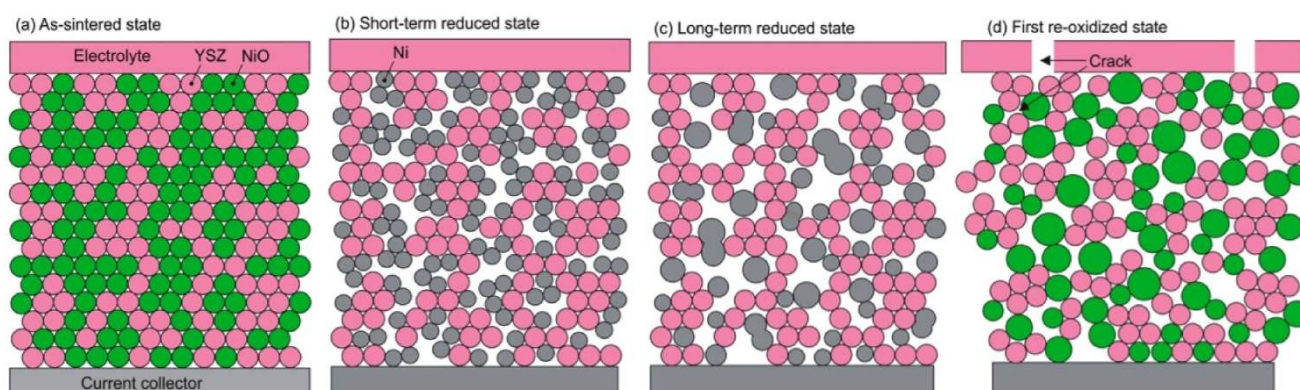 (a) As-sintered state
(b) Short-term reduced state
(c) Long-term reduced state
(d) First re-oxidized state
Electrolyte
YSZ
NiO
Ni
Crack
Current collector